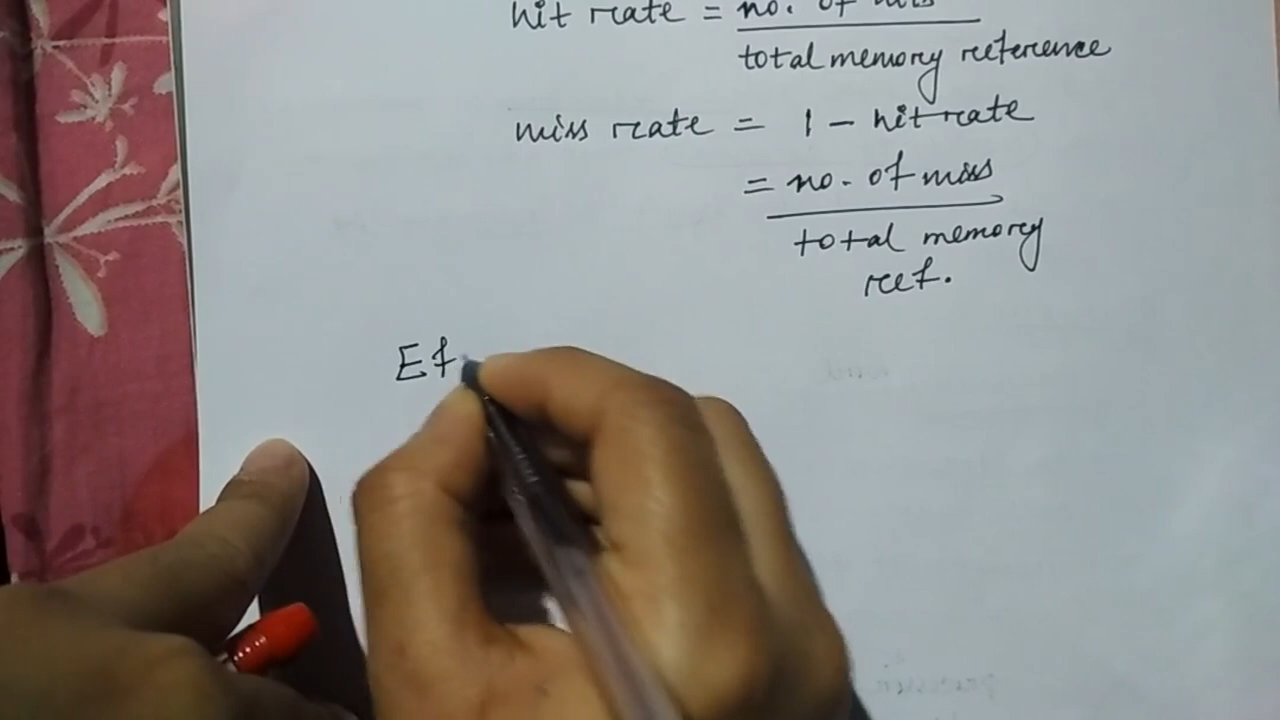 hit rate = no. of hits
total memory reference
miss rate = 1 - hit rate
= no. of miss
total memory
ref.
Ef